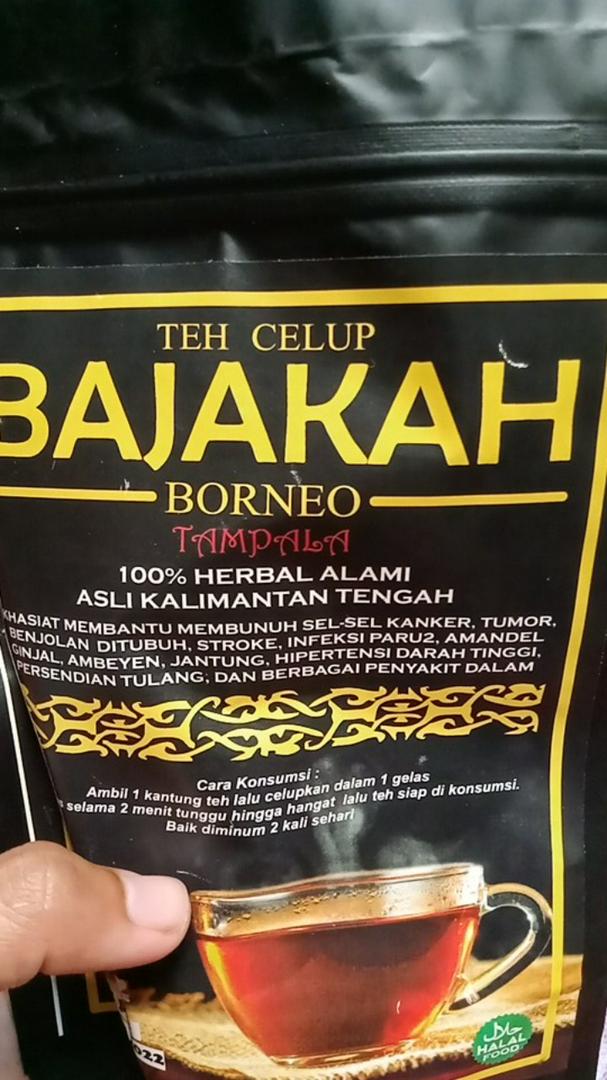 TEH CELUP
BAJAKAH
BORNEO
TAMPALA
100% HERBAL ALAMI
ASLI KALIMANTAN TENGAH
KHASIAT MEMBANTU MEMBUNUH SEL-SEL KANKER, TUMOR,
BENJOLAN DITUBUH, STROKE, INFEKSI PARU2, AMANDEL
GINJAL, AMBEYEN, JANTUNG, HIPERTENSI DARAH TINGGI,
PERSENDIAN TULANG, DAN BERBAGAI PENYAKIT DALAM
Cara Konsumsi :
Ambil 1 kantung teh lalu celupkan dalam 1 gelas
selama 2 menit tunggu hingga hangat lalu teh siap di konsumsi.
Baik diminum 2 kali sehari
حلال
HALAL
FOOD